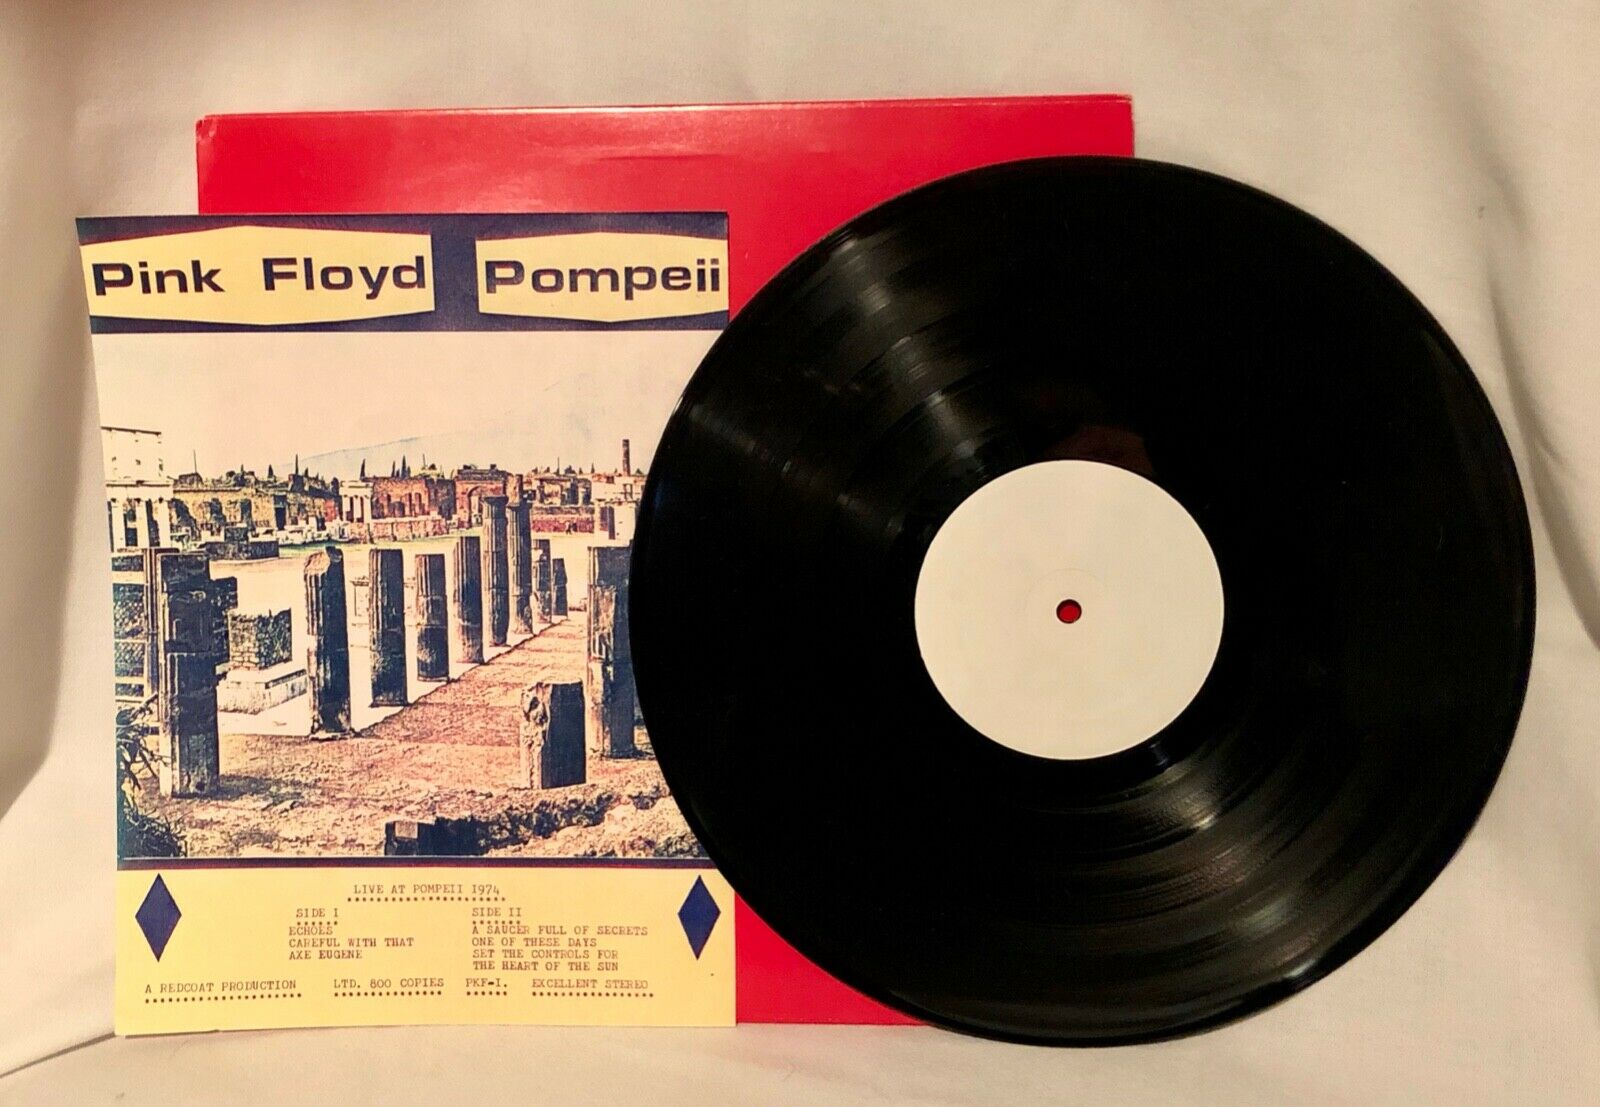 Pink Floyd Pompeii
LIVE AT POMPEII 1974
SIDE 1
ECHOES
CAREFUL WITH THAT
AXE EUGENE
SIDE II
A SAUCER FULL OF SECRETS
ONE OF THESE DAYS
SET THE CONTROLS FOR
THE HEART OF THE SUN
A REDCOAT PRODUCTION LTD. 800 COPIES PKF-I. EXCELLENT STEREO